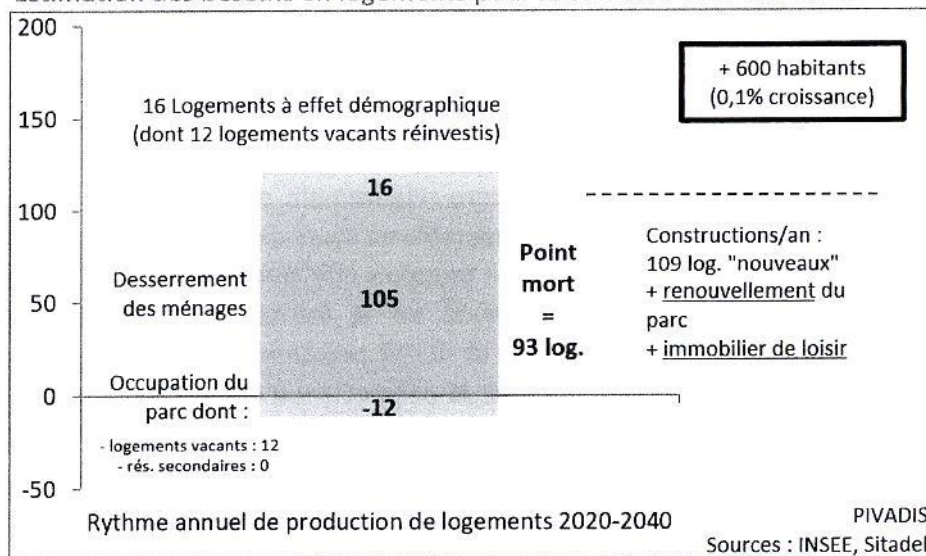 200
150
100
50
0
-50
+ 600 habitants
(0,1% croissance)
16 Logements à effet démographique
(dont 12 logements vacants réinvestis)
16
Desserrement
des ménages
105
Point
mort
=
93 log.
Constructions/an :
109 log. "nouveaux"
+ renouvellement du
parc
+ immobilier de loisir
Occupation du
parc dont :
-12
- logements vacants : 12
- rés. secondaires : 0
Rythme annuel de production de logements 2020-2040
PIVADIS
Sources : INSEE, Sitadel